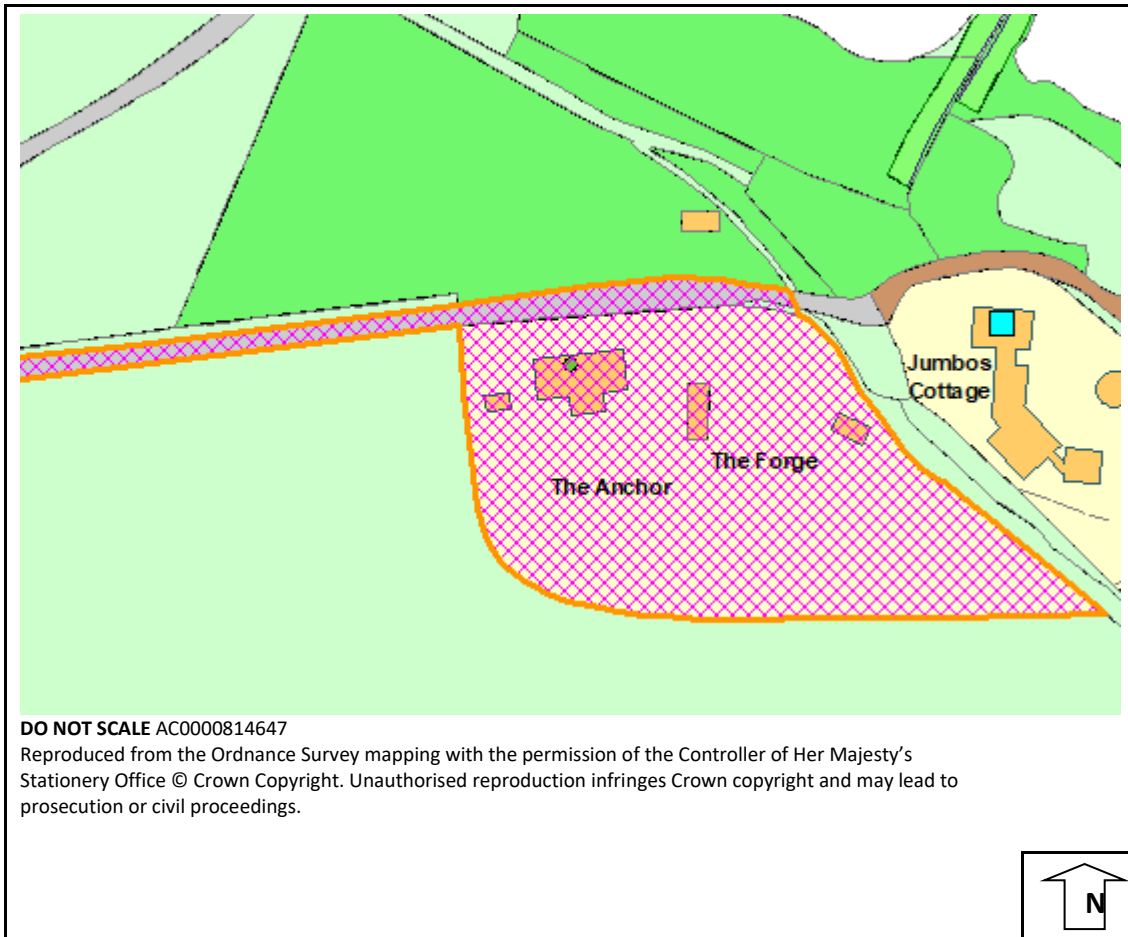 Jumbos
Cottage
The Forge
The Anchor
DO NOT SCALE AC0000814647
Reproduced from the Ordnance Survey mapping with the permission of the Controller of Her Majesty's
Stationery Office © Crown Copyright. Unauthorised reproduction infringes Crown copyright and may lead to
prosecution or civil proceedings.
N